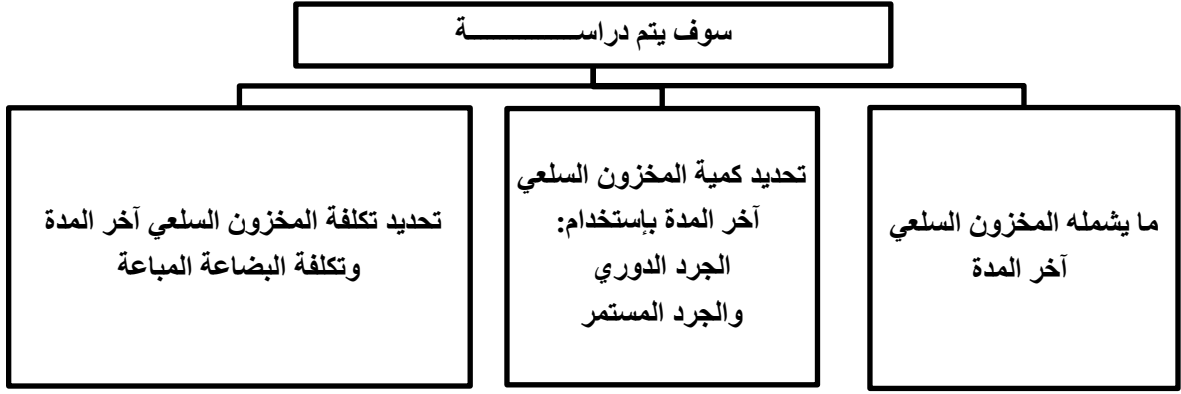 سوف يتم دراســـــــــــــة
ما يشمله المخزون السلعي
آخر المدة
تحديد كمية المخزون السلعي
آخر المدة بإستخدام:
الجرد الدوري
والجرد المستمر
تحديد تكلفة المخزون السلعي آخر المدة
وتكلفة البضاعة المباعة